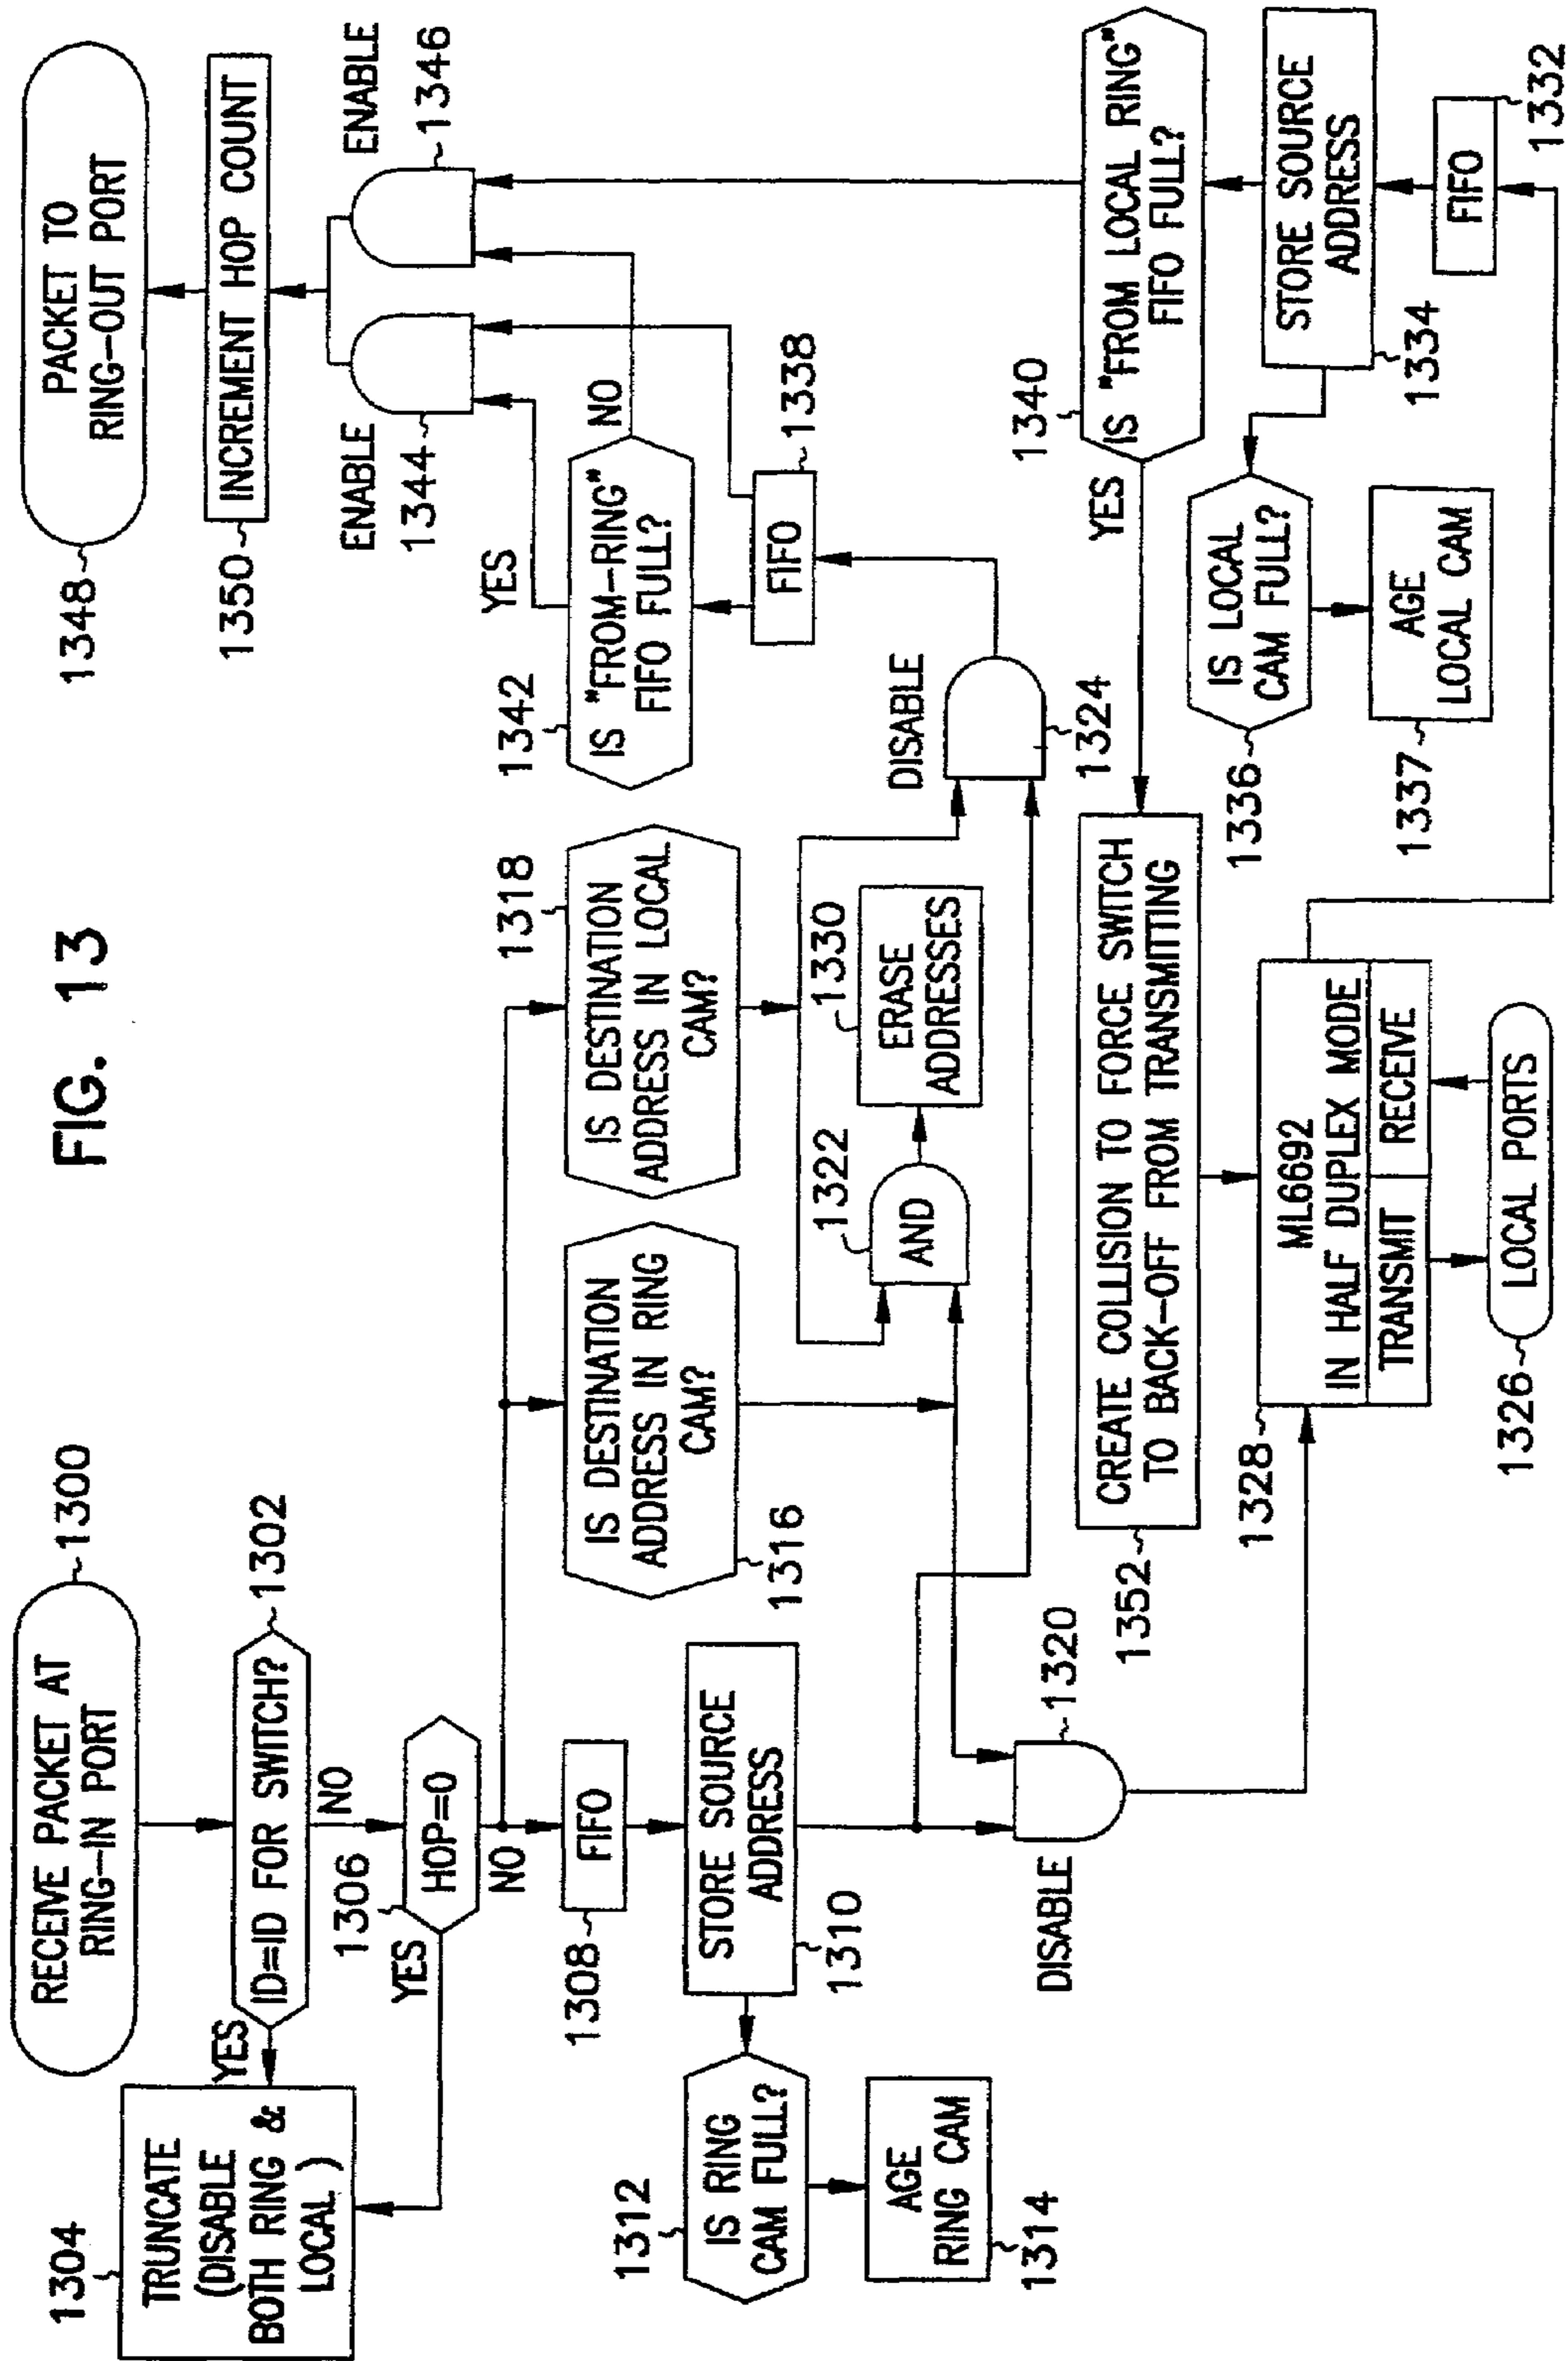 FIG. 13
RECEIVE PACKET AT
RING-IN PORT
1300
ID=ID FOR SWITCH?
1302
YES
NO
1304
TRUNCATE
(DISABLE
BOTH RING &
LOCAL )
1306
HOP=0
YES
NO
1308
FIFO
STORE SOURCE
ADDRESS
1310
1312
IS RING
CAM FULL?
AGE
RING CAM
1314
IS DESTINATION
ADDRESS IN RING
CAM?
1316
1318
IS DESTINATION
ADDRESS IN LOCAL
CAM?
1322
AND
1330
ERASE
ADDRESSES
DISABLE
1320
DISABLE
1324
1352
CREATE COLLISION TO FORCE SWITCH
TO BACK-OFF FROM TRANSMITTING
1328
ML6692
IN HALF DUPLEX MODE
TRANSMIT
RECEIVE
1326
LOCAL PORTS
1348
PACKET TO
RING-OUT PORT
1350
INCREMENT HOP COUNT
ENABLE
1344
ENABLE
1346
1342
IS "FROM-RING"
FIFO FULL?
YES
NO
FIFO
1338
1340
IS "FROM LOCAL RING"
FIFO FULL?
YES
1336
IS LOCAL
CAM FULL?
1337
AGE
LOCAL CAM
STORE SOURCE
ADDRESS
1334
FIFO
1332